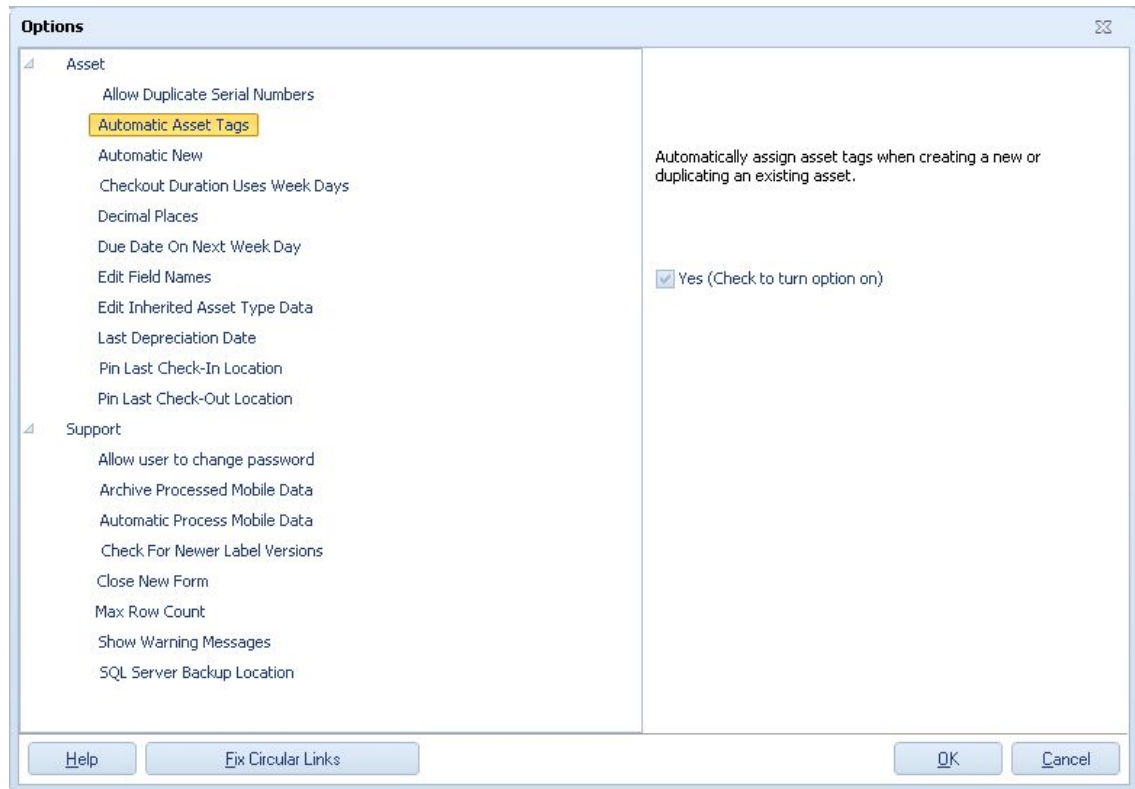 Options
Asset
Allow Duplicate Serial Numbers
Automatic Asset Tags
Automatic New
Checkout Duration Uses Week Days
Decimal Places
Due Date On Next Week Day
Edit Field Names
Edit Inherited Asset Type Data
Last Depreciation Date
Pin Last Check-In Location
Pin Last Check-Out Location
Support
Allow user to change password
Archive Processed Mobile Data
Automatic Process Mobile Data
Check For Newer Label Versions
Close New Form
Max Row Count
Show Warning Messages
SQL Server Backup Location
Automatically assign asset tags when creating a new or
duplicating an existing asset.
Yes (Check to turn option on)
Help
Fix Circular Links
OK
Cancel